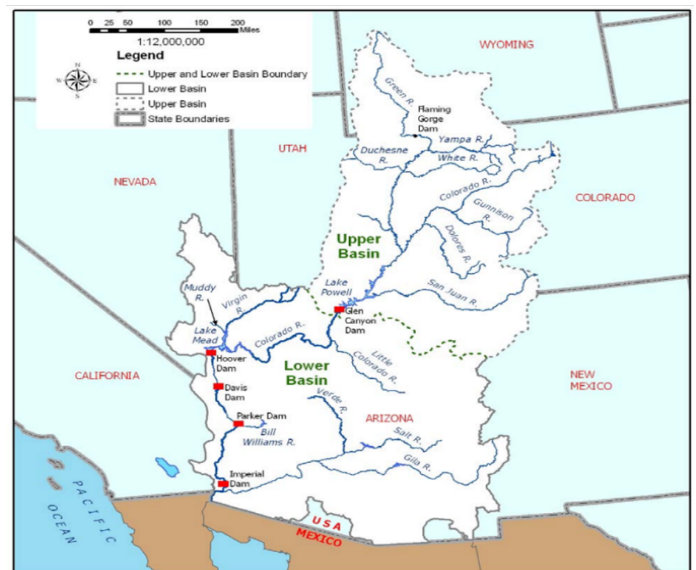 0 25 50 100 150 200
Miles
1:12,000,000
Legend
N
W E
S
Upper and Lower Basin Boundary
Lower Basin
Upper Basin
State Boundaries
WYOMING
Green R.
Flaming
Gorge
Dam
UTAH
Duchesne
R.
Yampa R.
White R.
NEVADA
Colorado R.
COLORADO
Gunnison
R.
Upper
Basin
Dolores R.
Lake
Powell
San Juan R.
Muddy
R.
Virgin
R.
Glen
Canyon
Dam
Lake
Mead
Colorado R.
Hoover
Dam
Lower
Basin
Little
Colorado R.
CALIFORNIA
NEW
MEXICO
Davis
Dam
Verde R.
Parker Dam
ARIZONA
Bill
Williams R.
Salt R.
Gila R.
Imperial
Dam
PACIFIC
OCEAN
USA
MEXICO